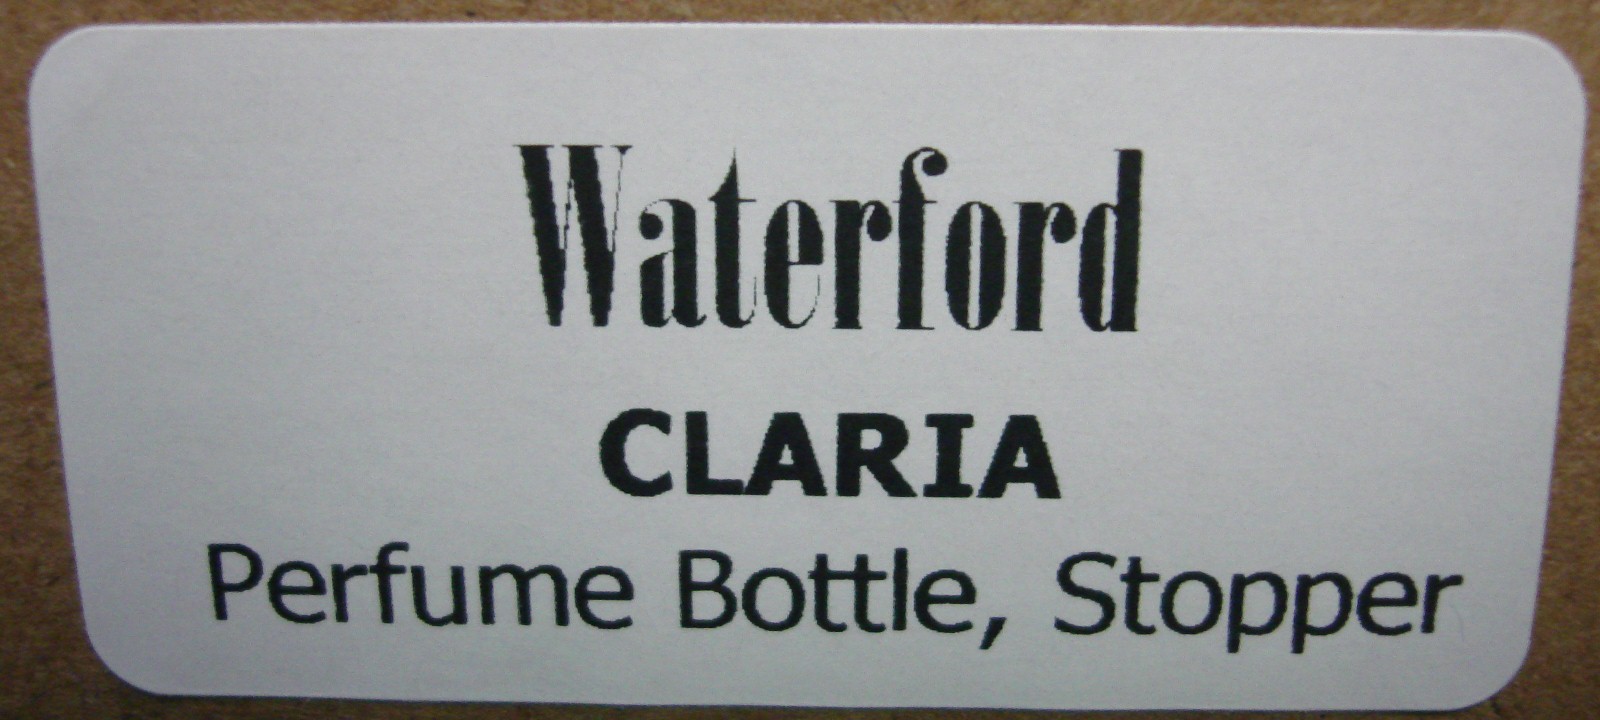 Waterford
CLARIA
Perfume Bottle, Stopper